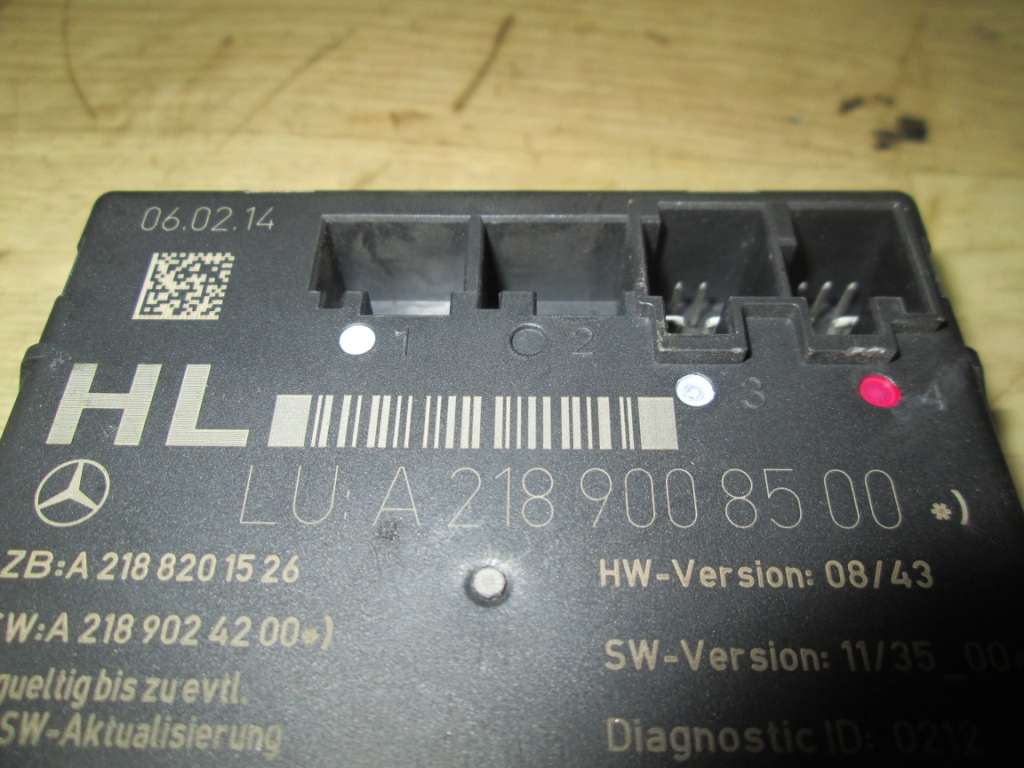 06.02.14
1 2
3 4
HL
LU: A 218 900 85 00 *)
ZB:A 218 820 15 26
SW:A 218 902 42 00*)
HW-Version: 08/43
SW-Version: 11/35_00
gueltig bis zu evtl.
SW-Aktualisierung
Diagnostic ID: 0212